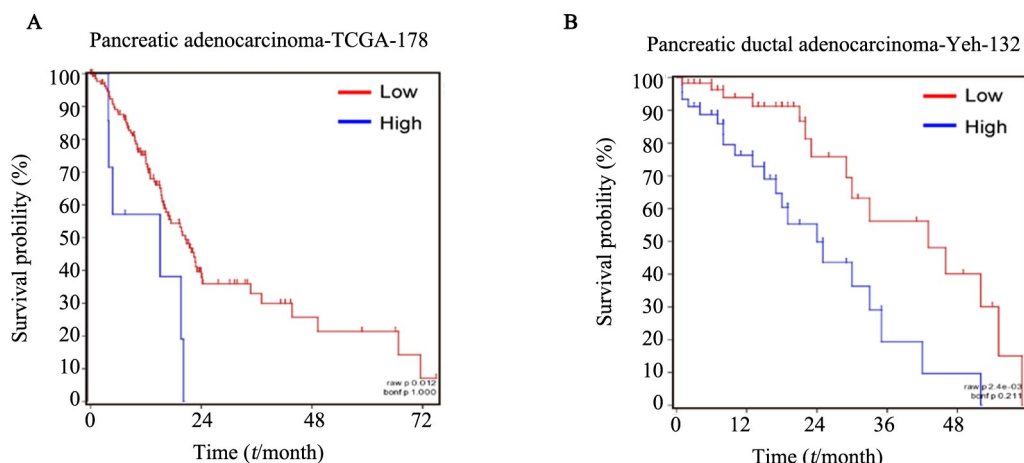 A
Pancreatic adenocarcinoma-TCGA-178
100
90
80
70
60
50
40
30
20
10
0
Survival probility (%)
Low
High
raw p 0.012
bonf p 1.000
0 24 48 72
Time (t/month)
B
Pancreatic ductal adenocarcinoma-Yeh-132
100
90
80
70
60
50
40
30
20
10
0
Survival probility (%)
Low
High
raw p 2.4e-03
bonf p 0.211
0 12 24 36 48
Time (t/month)